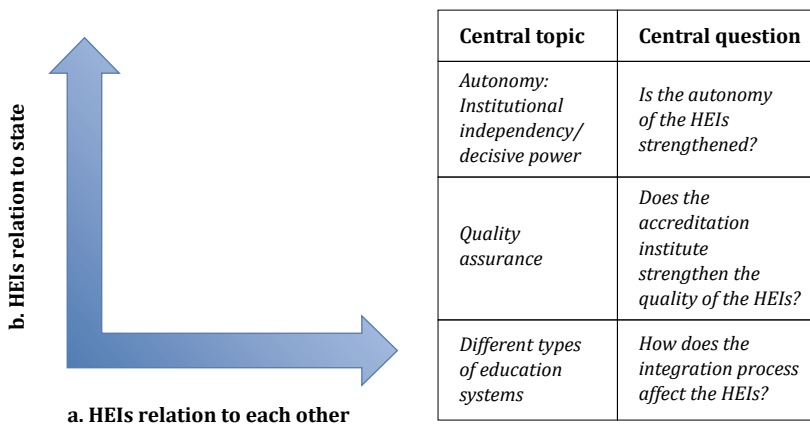 b. HEIs relation to state
a. HEIs relation to each other
Central topic
Central question
Autonomy:
Institutional
independency/
decisive power
Is the autonomy
of the HEIs
strengthened?
Quality
assurance
Does the
accreditation
institute
strengthen the
quality of the HEIs?
Different types
of education
systems
How does the
integration process
affect the HEIs?